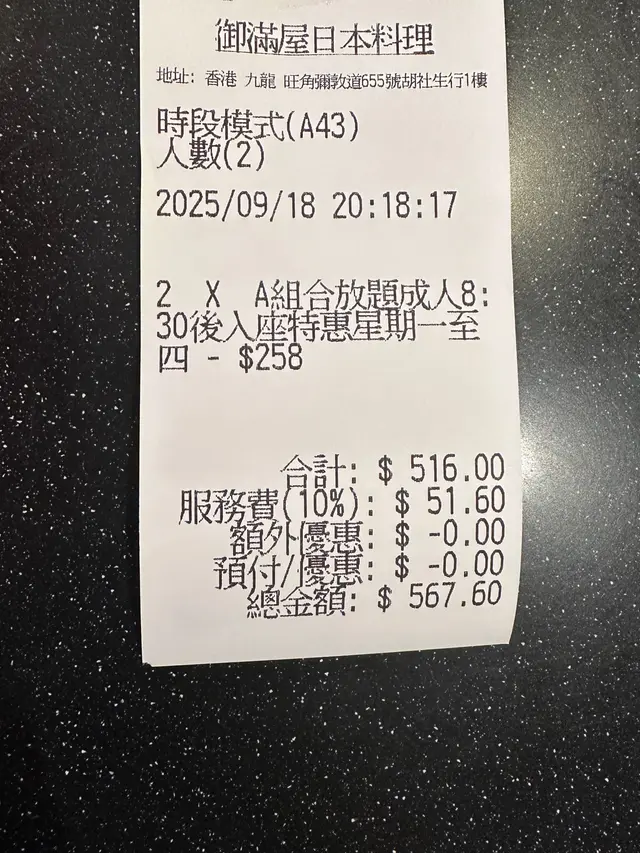 御滿屋日本料理
地址: 香港 九龍 旺角彌敦道655號胡社生行1樓
時段模式(A43)
人數(2)
2025/09/18 20:18:17
2 X A組合放題成人8:
30後入座特惠星期一至
四 - $258
合計: $ 516.00
服務費(10%): $ 51.60
額外優惠: $ -0.00
預付/優惠: $ -0.00
總金額: $ 567.60